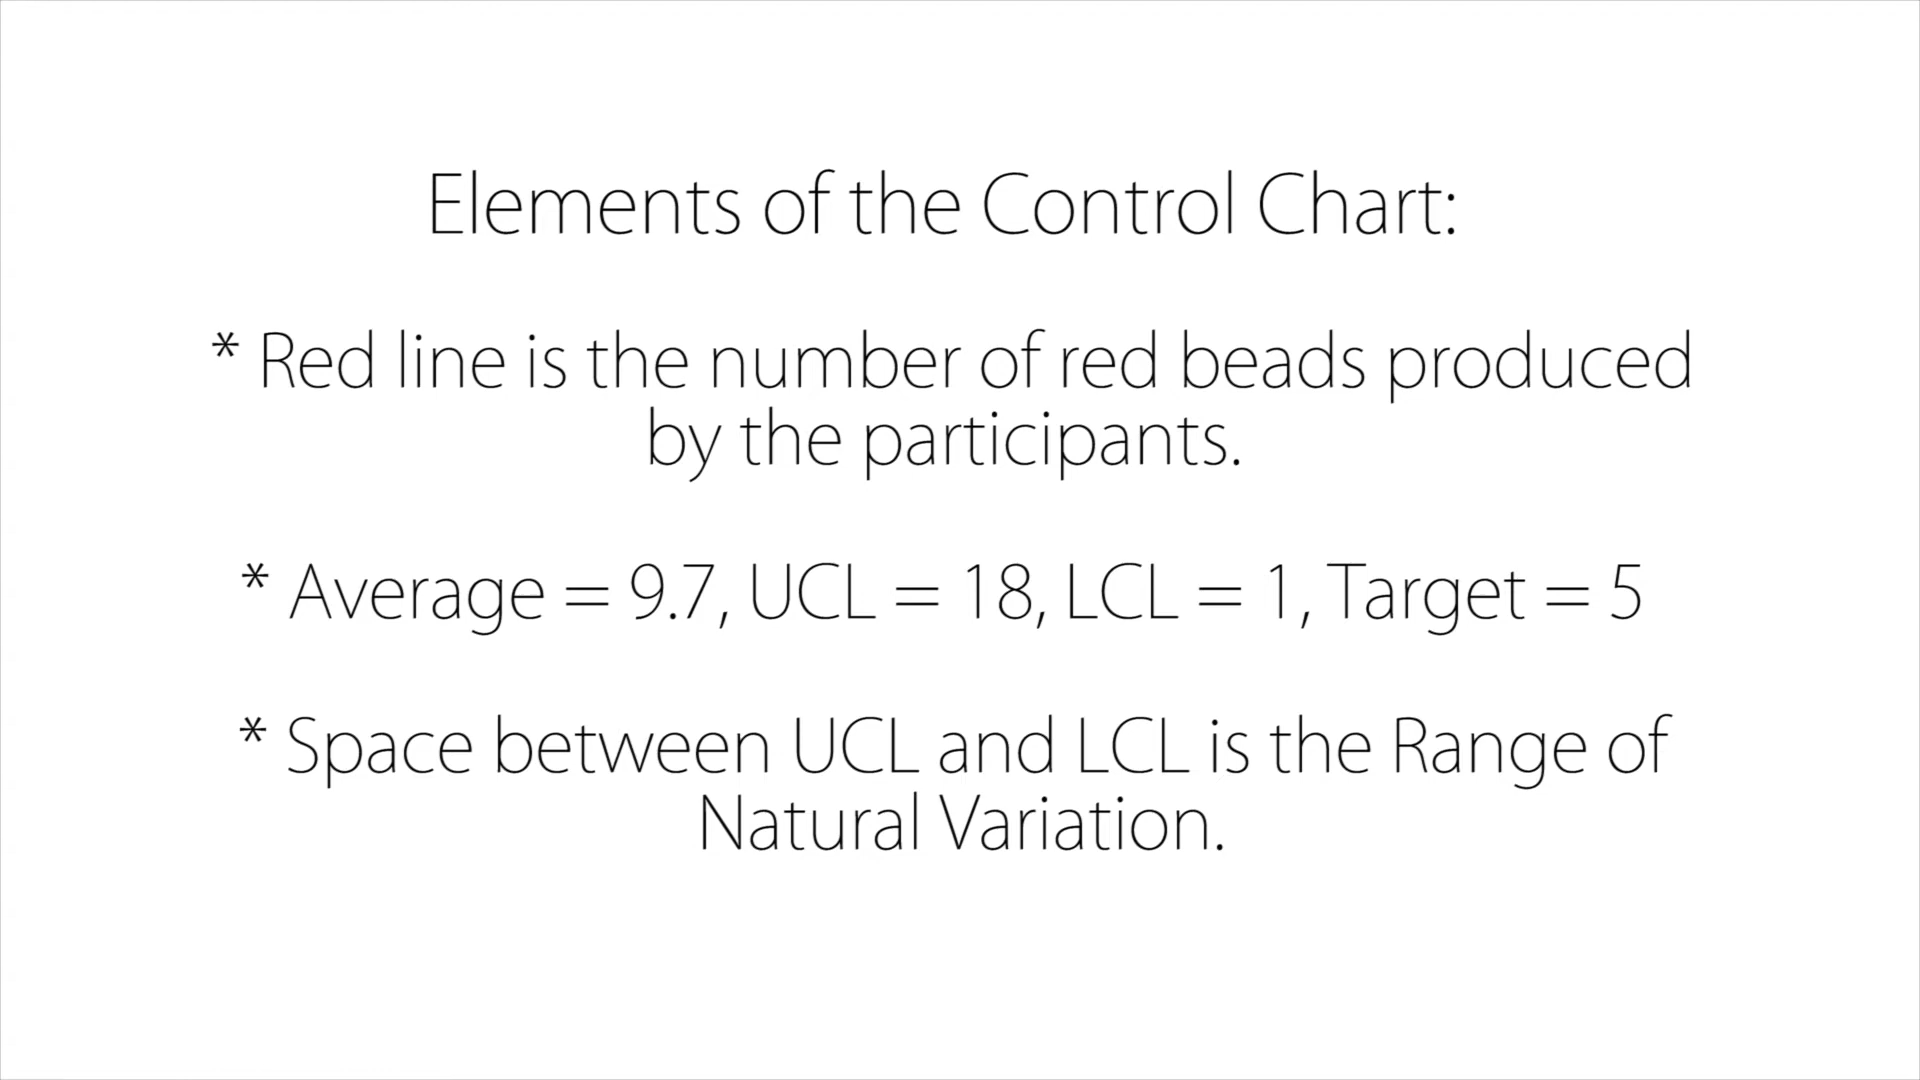 Elements of the Control Chart:
* Red line is the number of red beads produced
by the participants.
* Average = 9.7, UCL = 18, LCL = 1, Target = 5
* Space between UCL and LCL is the Range of
Natural Variation.